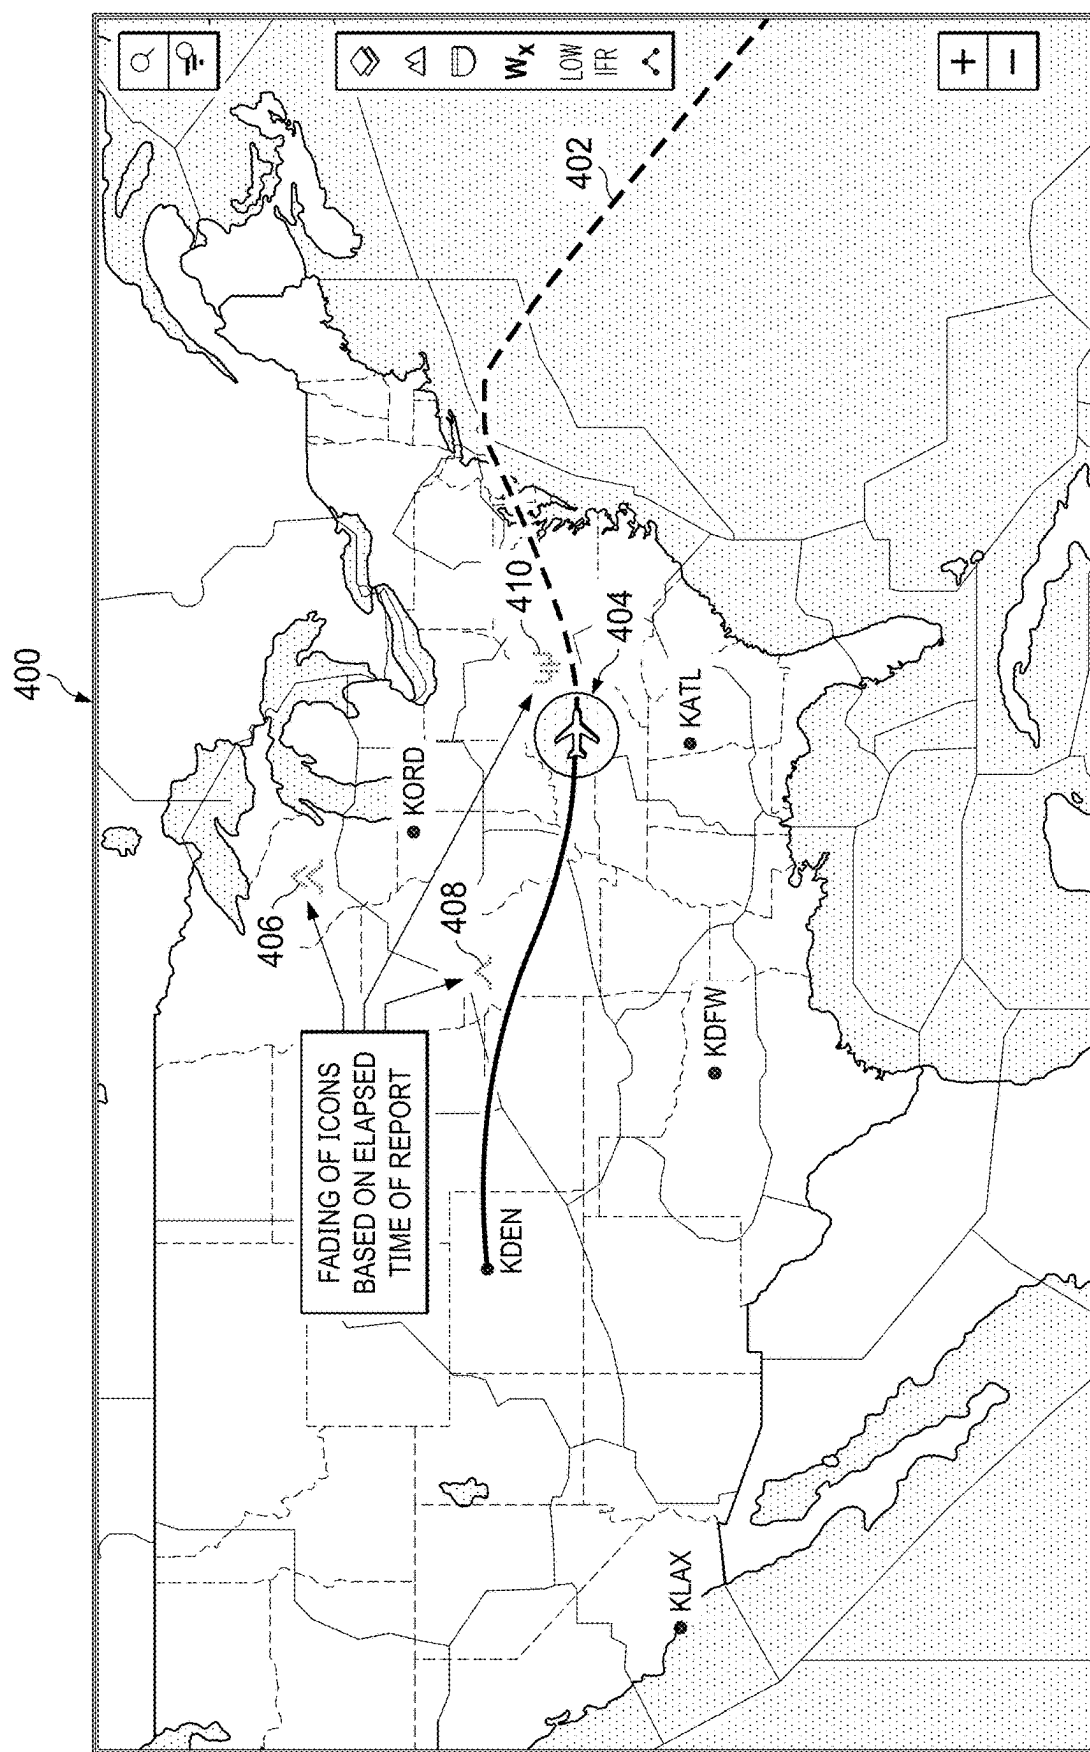 400
W_X
LOW
IFR
+
−
402
410
404
406
408
FADING OF ICONS
BASED ON ELAPSED
TIME OF REPORT
KORD
KATL
KDFW
KDEN
KLAX